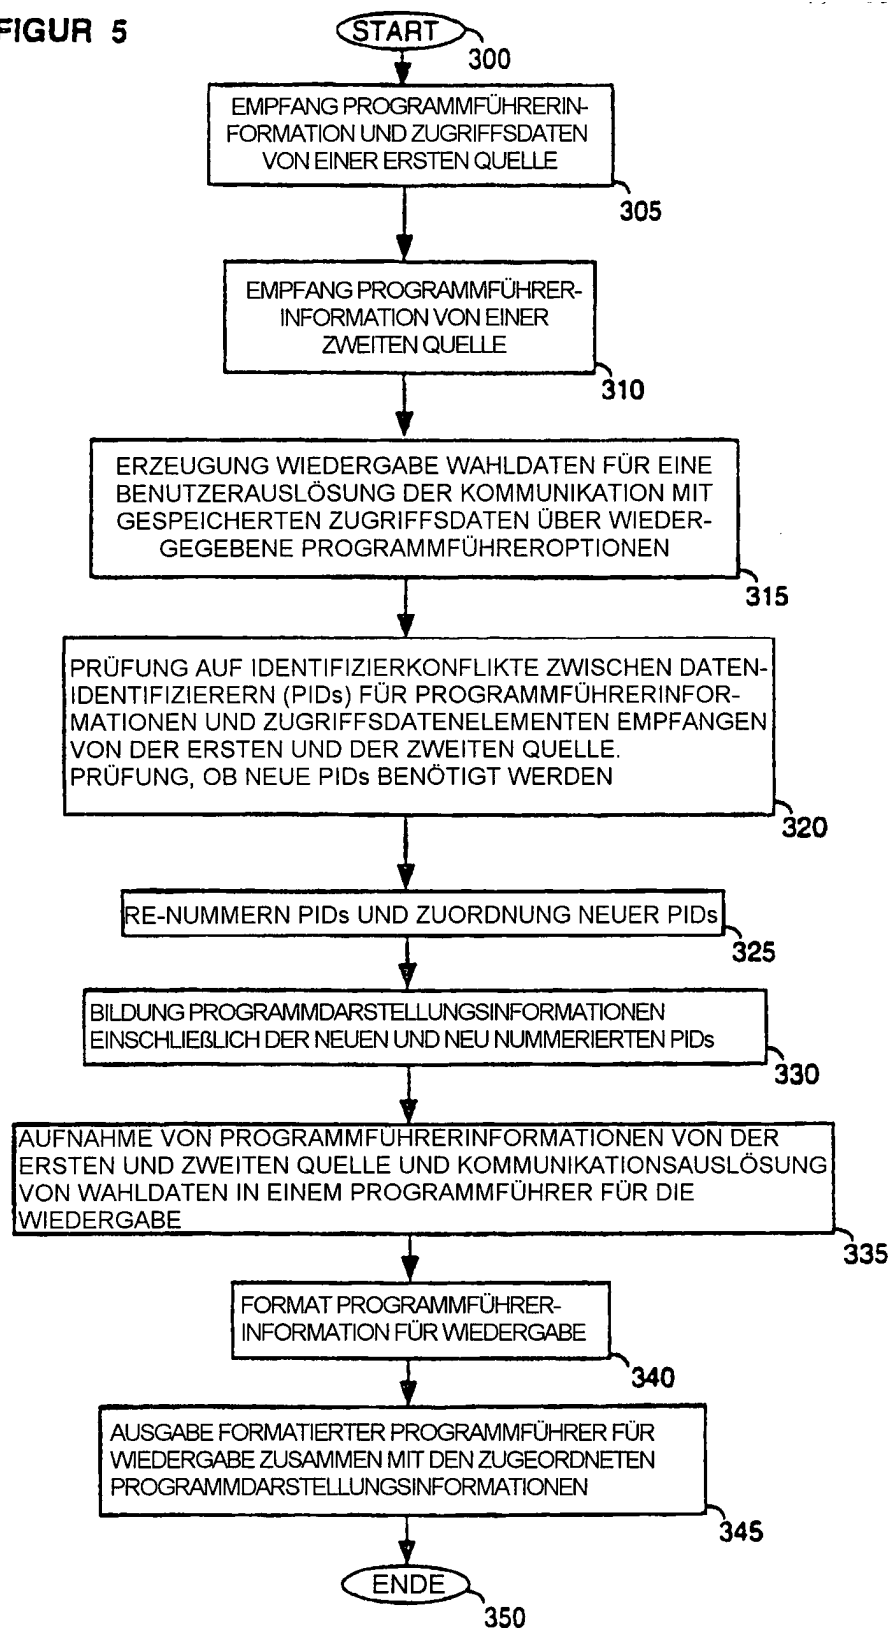 FIGUR 5
START
300
EMPFANG PROGRAMMFÜHRERIN-
FORMATION UND ZUGRIFFSDATEN
VON EINER ERSTEN QUELLE
305
EMPFANG PROGRAMMFÜHRER-
INFORMATION VON EINER
ZWEITEN QUELLE
310
ERZEUGUNG WIEDERGABE WAHLDATEN FÜR EINE
BENUTZERAUSLÖSUNG DER KOMMUNIKATION MIT
GESPEICHERTEN ZUGRIFFSDATEN ÜBER WIEDER-
GEGEBENE PROGRAMMFÜHREROPTIONEN
315
PRÜFUNG AUF IDENTIFIZIERKONFLIKTE ZWISCHEN DATEN-
IDENTIFIZIERERN (PIDs) FÜR PROGRAMMFÜHRERINFOR-
MATIONEN UND ZUGRIFFSDATENELEMENTEN EMPFANGEN
VON DER ERSTEN UND DER ZWEITEN QUELLE.
PRÜFUNG, OB NEUE PIDs BENÖTIGT WERDEN
320
RE-NUMMERN PIDs UND ZUORDNUNG NEUER PIDs
325
BILDUNG PROGRAMMDARSTELLUNGSINFORMATIONEN
EINSCHLIEßLICH DER NEUEN UND NEU NUMMERIERTEN PIDs
330
AUFNAHME VON PROGRAMMFÜHRERINFORMATIONEN VON DER
ERSTEN UND ZWEITEN QUELLE UND KOMMUNIKATIONSAUSLÖSUNG
VON WAHLDATEN IN EINEM PROGRAMMFÜHRER FÜR DIE
WIEDERGABE
335
FORMAT PROGRAMMFÜHRER-
INFORMATION FÜR WIEDERGABE
340
AUSGABE FORMATIERTER PROGRAMMFÜHRER FÜR
WIEDERGABE ZUSAMMEN MIT DEN ZUGEORDNETEN
PROGRAMMDARSTELLUNGSINFORMATIONEN
345
ENDE
350